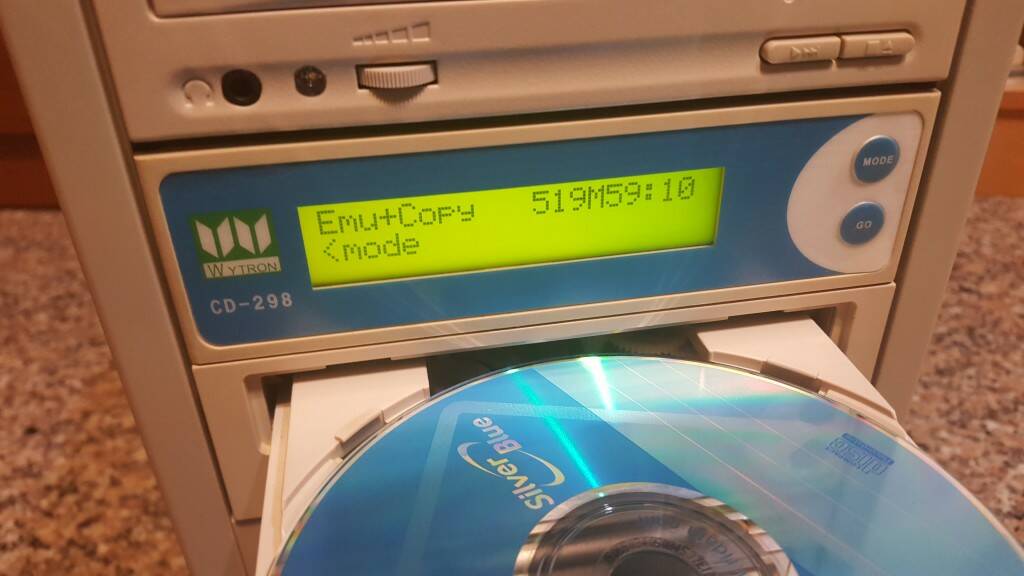 MODE
Emu+Copy 519M59:10
<mode
GO
WYTRON
CD-298
Silver Blue